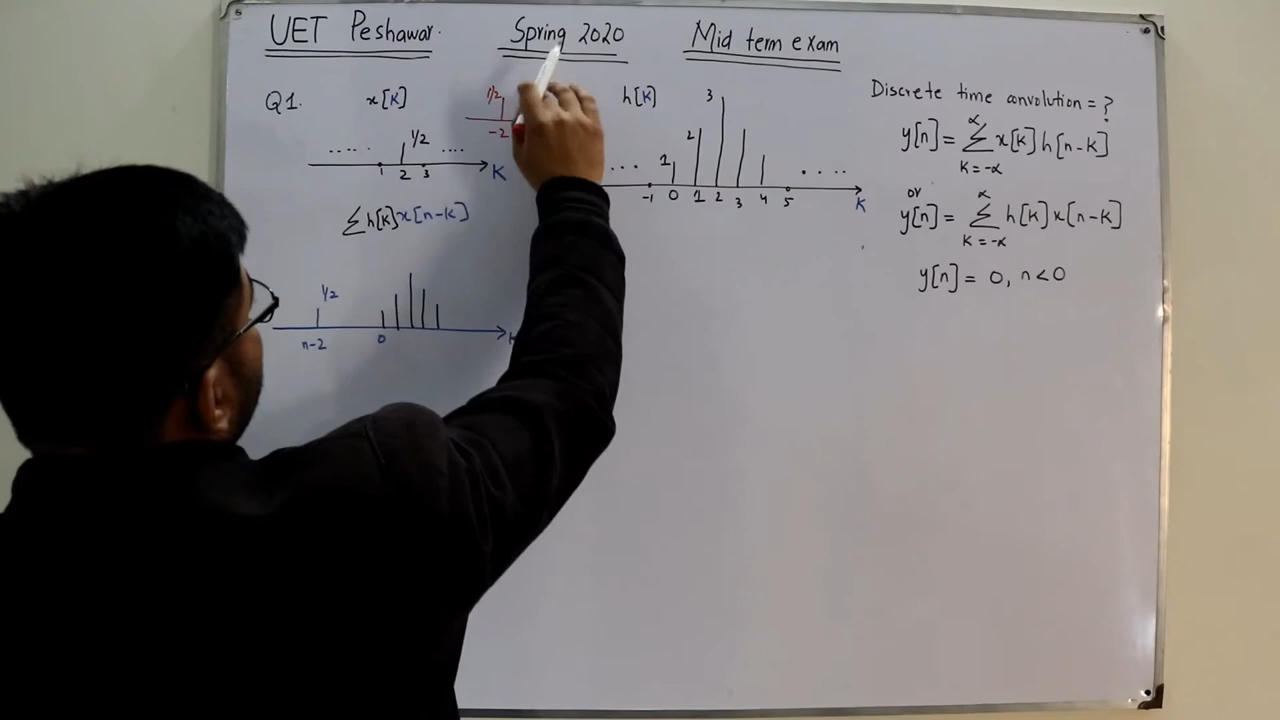 UET Peshawar. Spring 2020 Mid term exam
Q1. x[K]
1/2
..... ....
1 2 3 K
1/2
-2
h[K]
3
2
1
... ....
-1 0 1 2 3 4 5 K
Σh[K]x[n-K]
1/2
n-2 0
Discrete time convolution = ?
y[n] = Σ x[K] h[n-K]
∝
K=-∝
or
y[n] = Σ h[K] x[n-K]
∝
K=-∝
y[n] = 0, n<0